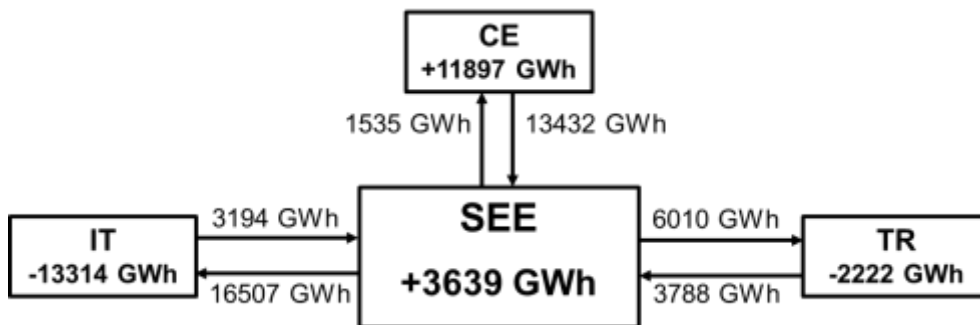 CE
+11897 GWh
1535 GWh
13432 GWh
3194 GWh
SEE
6010 GWh
IT
-13314 GWh
+3639 GWh
TR
-2222 GWh
16507 GWh
3788 GWh